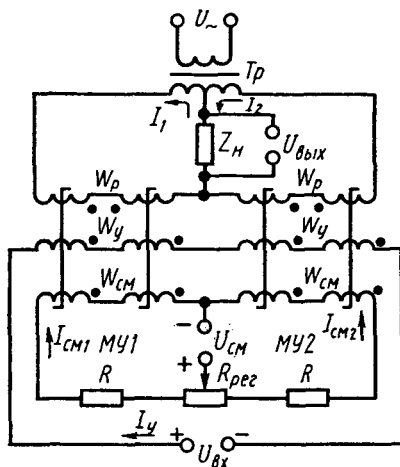 U~
Tp
I₁
I₂
Zн
Uвых
Wр
Wр
Wу
Wу
Wсм
Wсм
Iсм1
МУ1
−
Uсм
+
МУ2
Iсм2
R
Rрег
R
Iу
+
Uвх
−